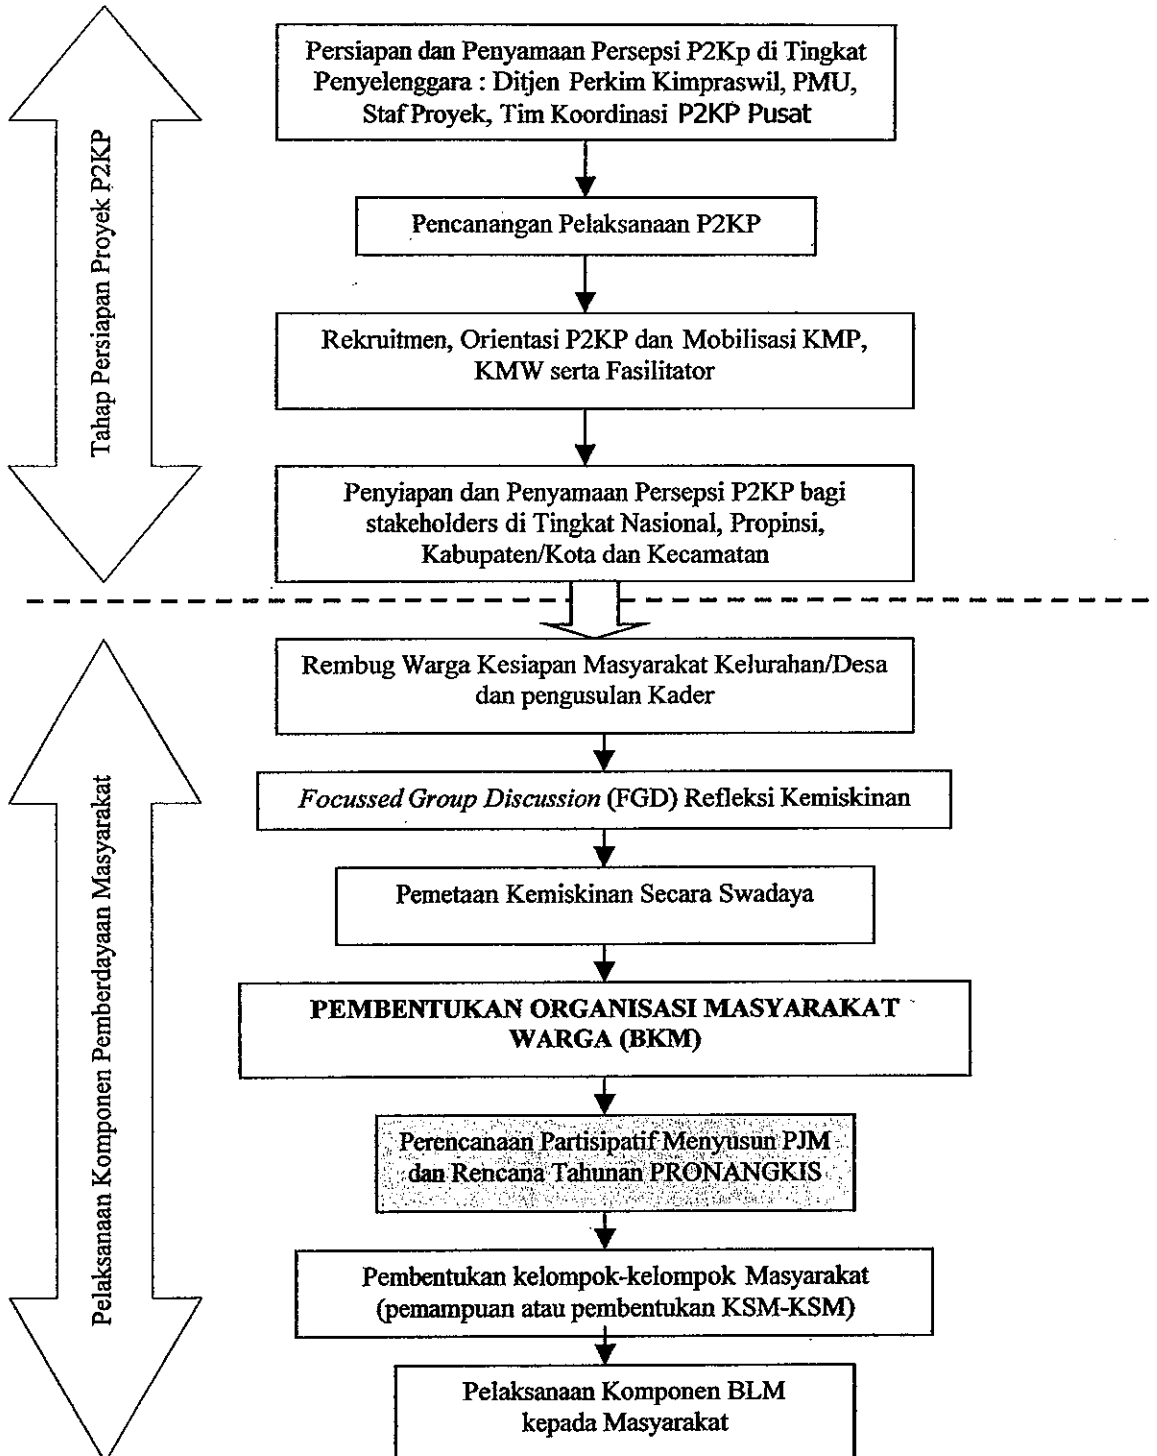 Persiapan dan Penyamaan Persepsi P2Kp di Tingkat
Penyelenggara : Ditjen Perkim Kimpraswil, PMU,
Staf Proyek, Tim Koordinasi P2KP Pusat
Tahap Persiapan Proyek P2KP
Pencanangan Pelaksanaan P2KP
Rekruitmen, Orientasi P2KP dan Mobilisasi KMP,
KMW serta Fasilitator
Penyiapan dan Penyamaan Persepsi P2KP bagi
stakeholders di Tingkat Nasional, Propinsi,
Kabupaten/Kota dan Kecamatan
Rembug Warga Kesiapan Masyarakat Kelurahan/Desa
dan pengusulan Kader
Focussed Group Discussion (FGD) Refleksi Kemiskinan
Pelaksanaan Komponen Pemberdayaan Masyarakat
Pemetaan Kemiskinan Secara Swadaya
PEMBENTUKAN ORGANISASI MASYARAKAT
WARGA (BKM)
Perencanaan Partisipatif Menyusun PJM
dan Rencana Tahunan PRONANGKIS
Pembentukan kelompok-kelompok Masyarakat
(pemampuan atau pembentukan KSM-KSM)
Pelaksanaan Komponen BLM
kepada Masyarakat